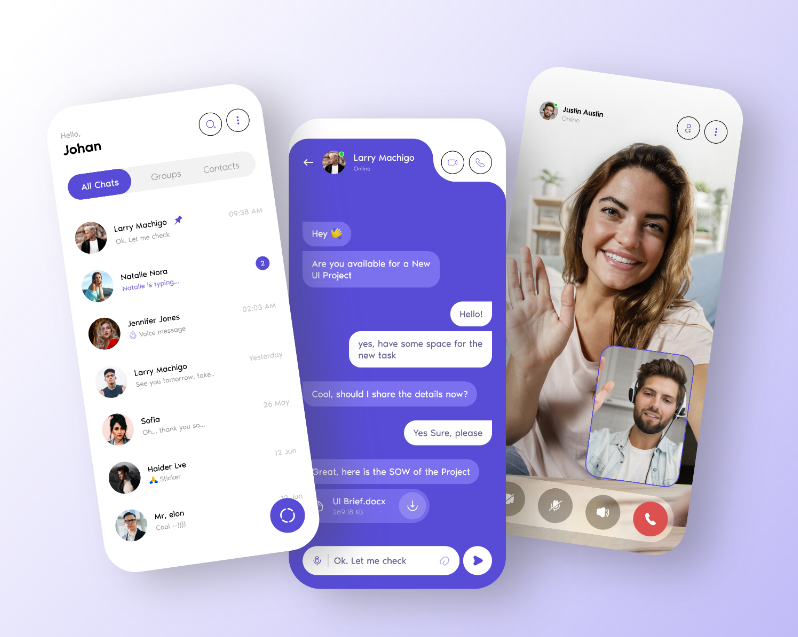 Hello,
Johan
All Chats
Groups
Contacts
Larry Machigo
09:38 AM
Ok. Let me check
Natalie Nora
2
Natalie is typing...
Jennifer Jones
02:03 AM
Voice message
Larry Machigo
Yesterday
See you tomorrow, take..
Sofia
26 May
Oh... thank you so...
Haider Lve
12 Jun
Sticker
Mr. elon
Cool :-))))
Larry Machigo
Online
Hey
Are you available for a New
UI Project
Hello!
yes, have some space for the
new task
Cool, should I share the details now?
Yes Sure, please
Great, here is the SOW of the Project
UI Brief.docx
Ok. Let me check
Justin Austin
Online